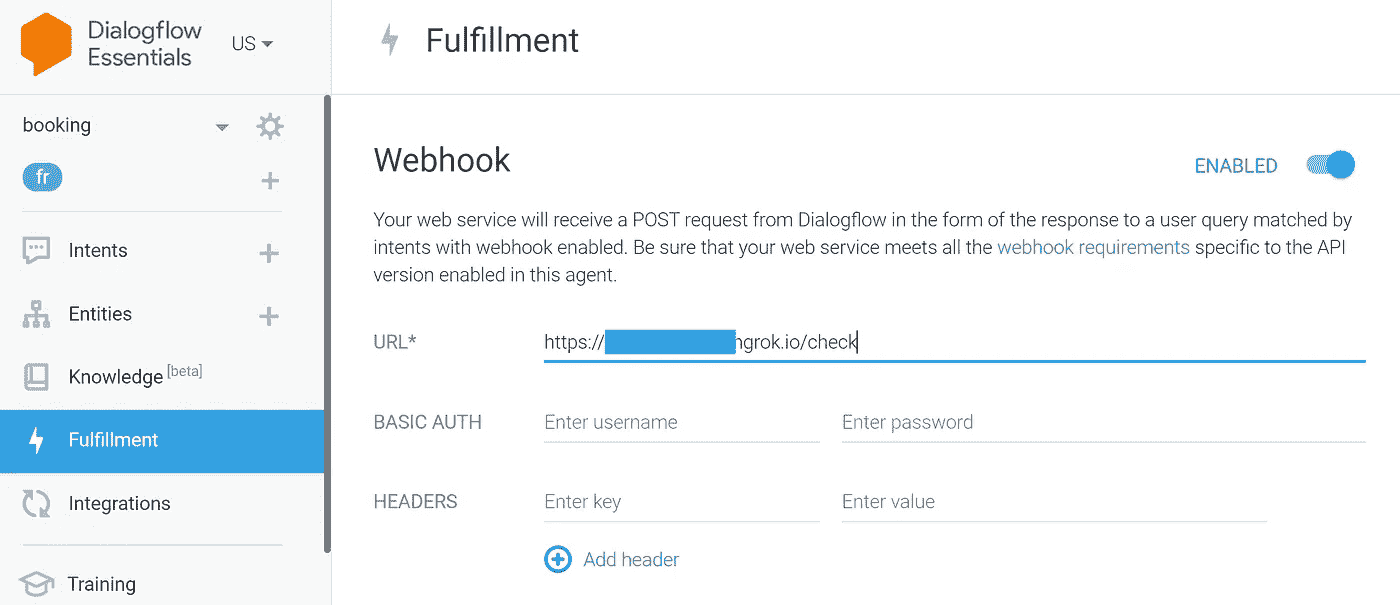 Dialogflow
Essentials
US
Fulfillment
booking
fr
Intents
Entities
Knowledge [beta]
Fulfillment
Integrations
Training
Webhook
ENABLED
Your web service will receive a POST request from Dialogflow in the form of the response to a user query matched by
intents with webhook enabled. Be sure that your web service meets all the webhook requirements specific to the API
version enabled in this agent.
URL* https:// ngrok.io/check
BASIC AUTH Enter username Enter password
HEADERS Enter key Enter value
Add header